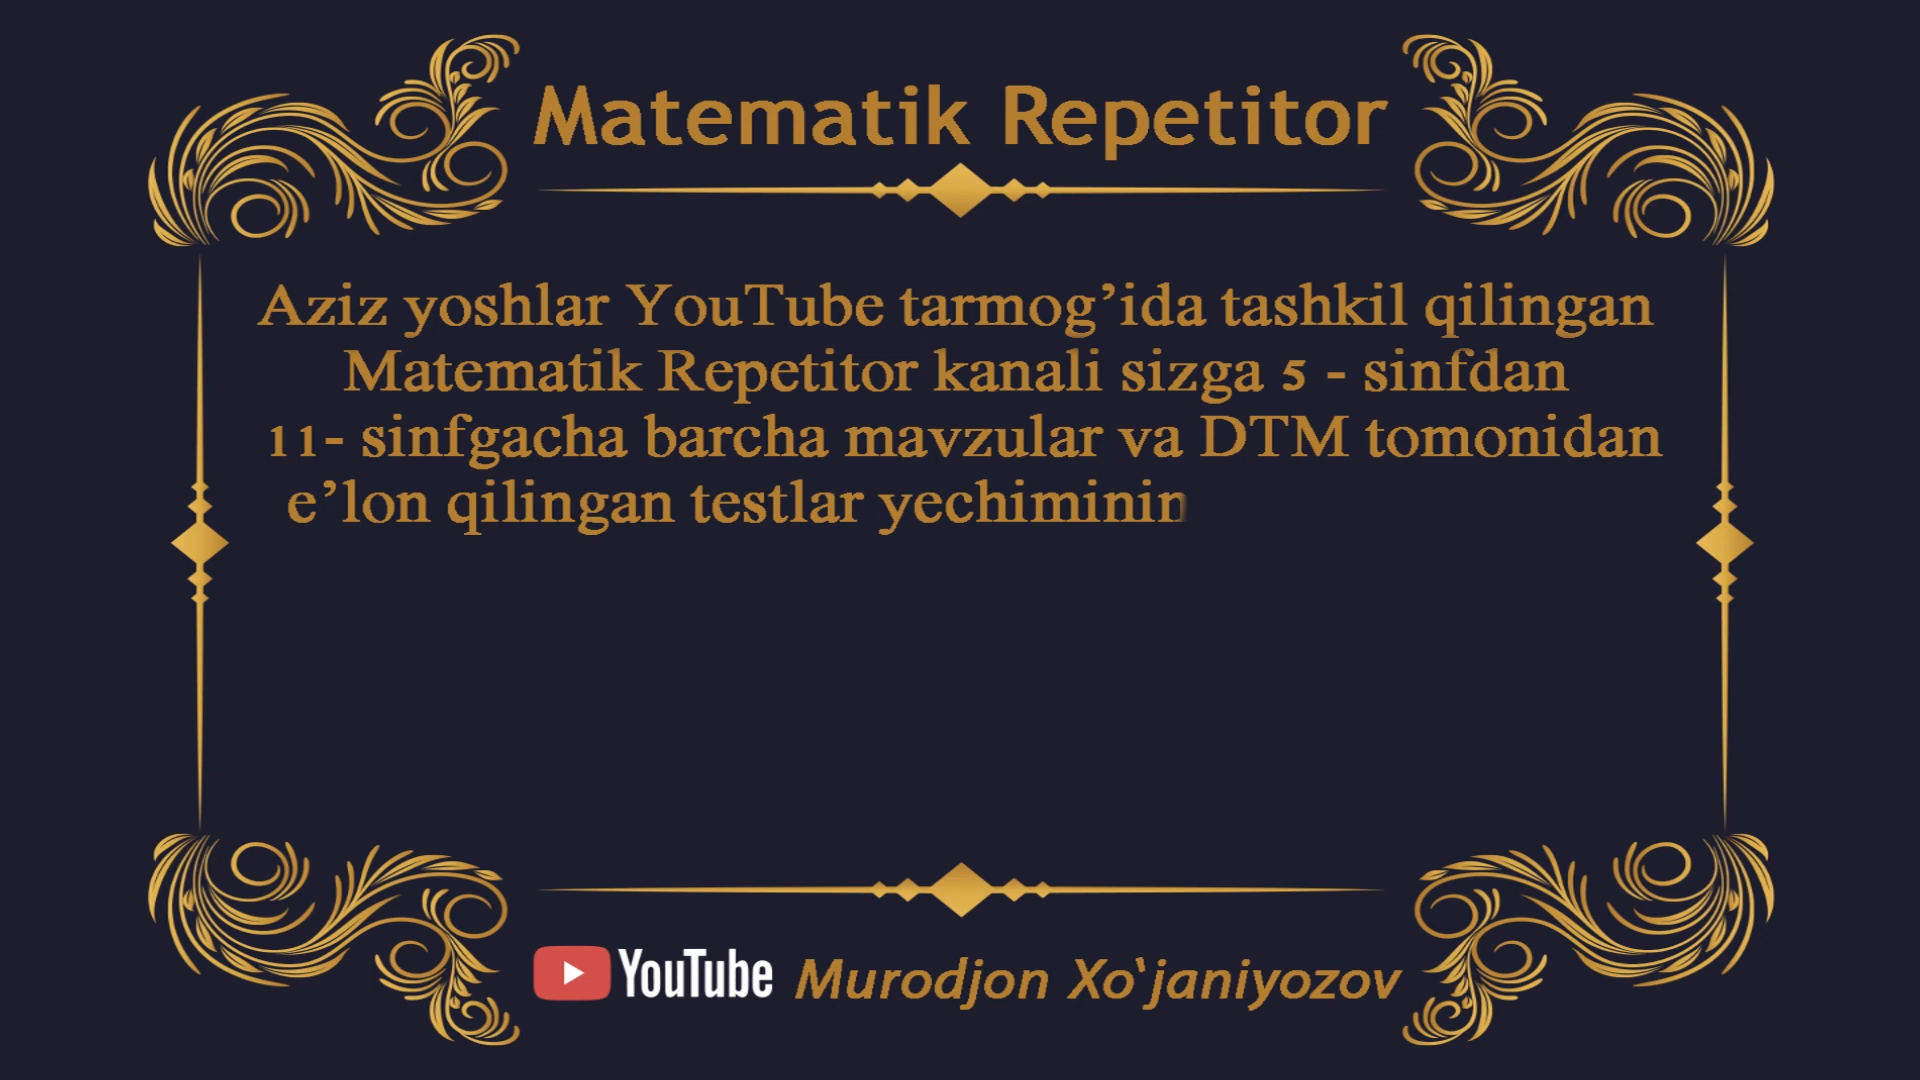 Matematik Repetitor
Aziz yoshlar YouTube tarmog’ida tashkil qilingan
Matematik Repetitor kanali sizga 5 - sinfdan
11- sinfgacha barcha mavzular va DTM tomonidan
e’lon qilingan testlar yechiminin
YouTube Murodjon Xo‛janiyozov